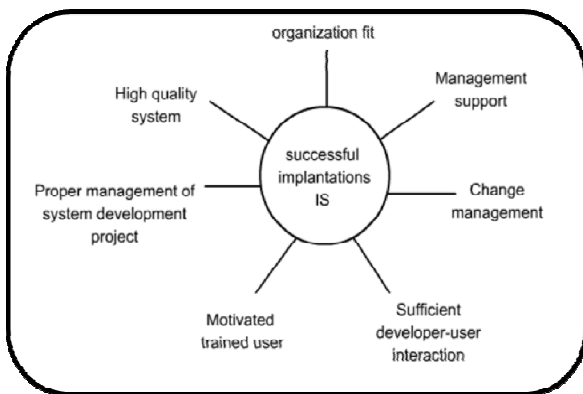 organization fit
High quality
system
Management
support
successful
implantations
IS
Proper management of
system development
project
Change
management
Motivated
trained user
Sufficient
developer-user
interaction